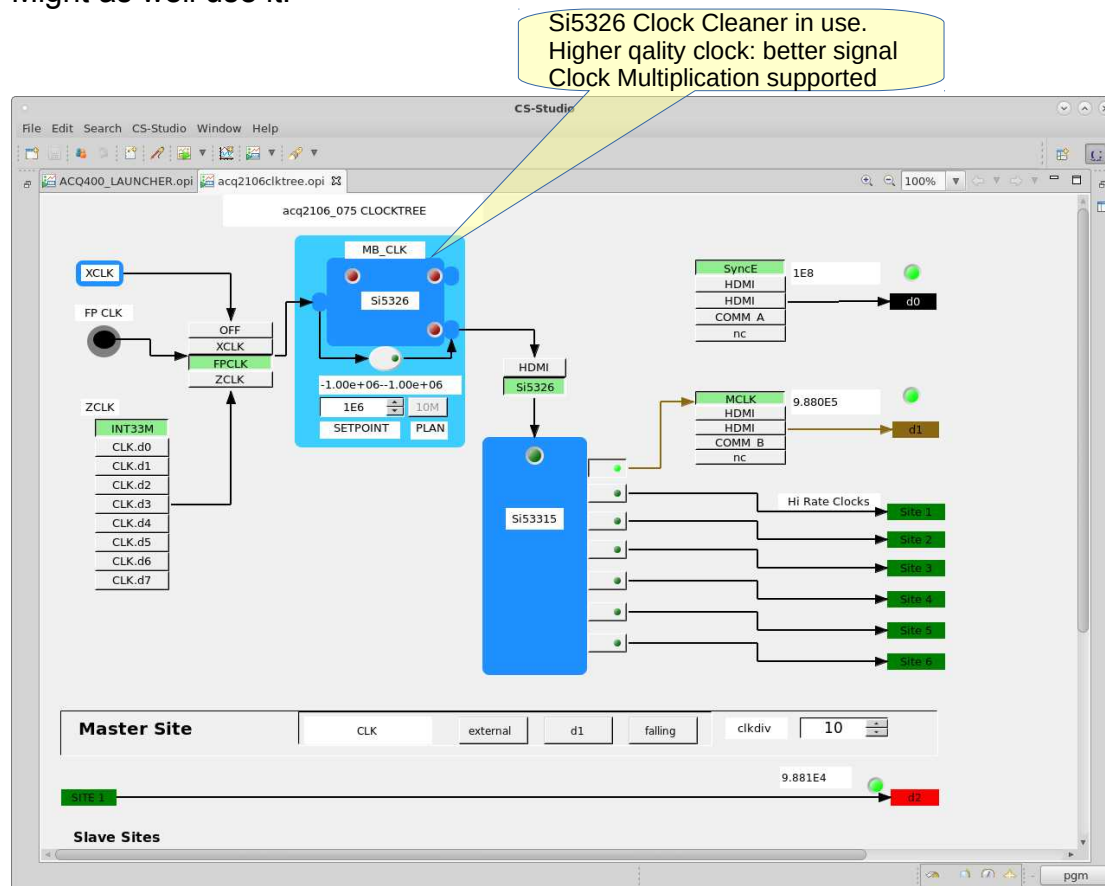 Might as well use it.
Si5326 Clock Cleaner in use.
Higher qality clock: better signal
Clock Multiplication supported
CS-Studio
File Edit Search CS-Studio Window Help
ACQ400_LAUNCHER.opi
acq2106clktree.opi
100%
acq2106_075 CLOCKTREE
XCLK
FP CLK
OFF
XCLK
FPCLK
ZCLK
ZCLK
INT33M
CLK.d0
CLK.d1
CLK.d2
CLK.d3
CLK.d4
CLK.d5
CLK.d6
CLK.d7
MB_CLK
Si5326
-1.00e+06--1.00e+06
1E6
10M
SETPOINT
PLAN
HDMI
Si5326
Si53315
SyncE
HDMI
HDMI
COMM_A
nc
1E8
d0
MCLK
HDMI
HDMI
COMM_B
nc
9.880E5
d1
Hi Rate Clocks
Site 1
Site 2
Site 3
Site 4
Site 5
Site 6
Master Site
CLK
external
d1
falling
clkdiv
10
9.881E4
SITE 1
d2
Slave Sites
pgm